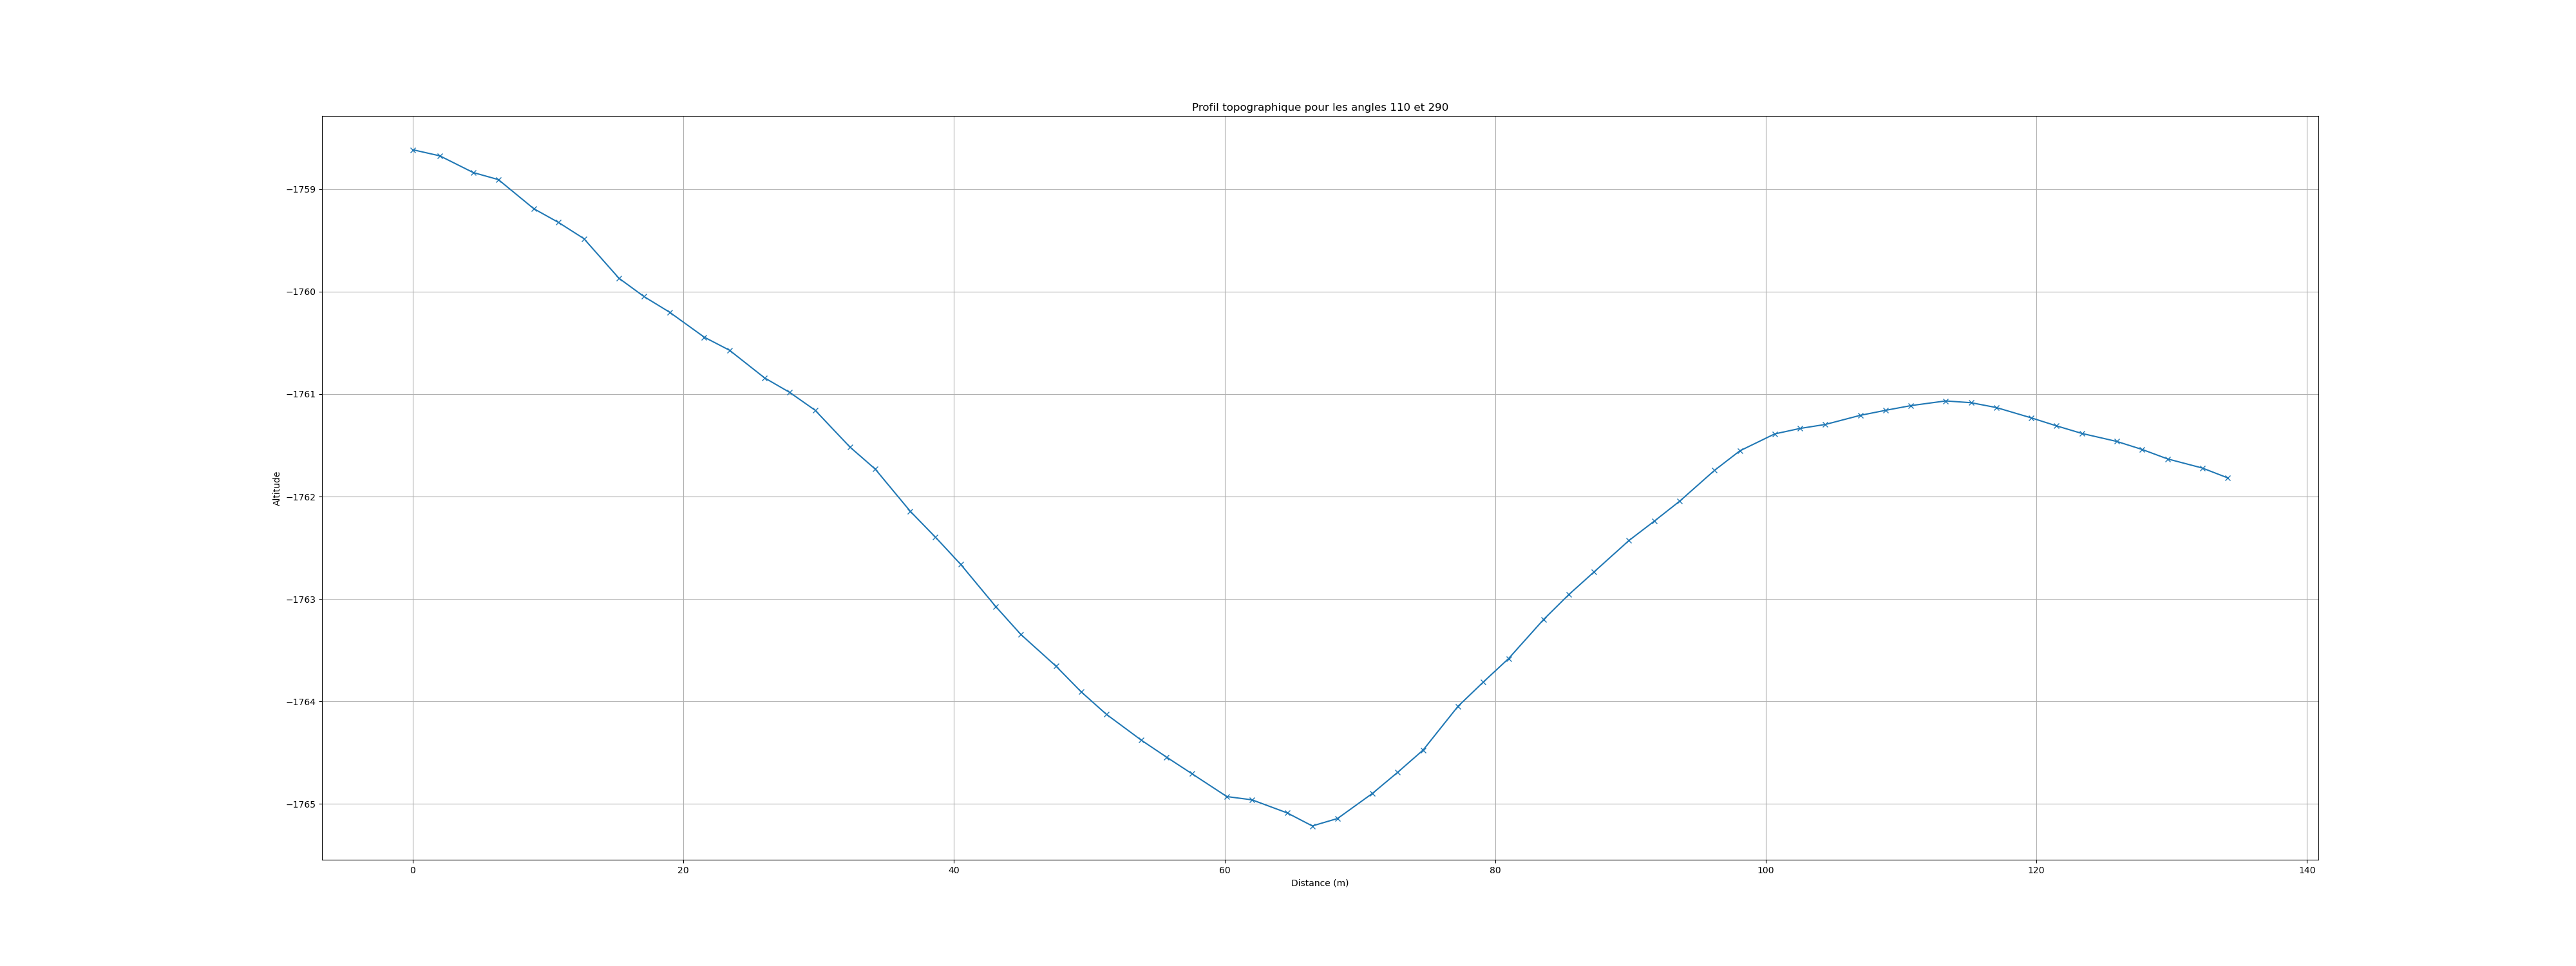 Profil topographique pour les angles 110 et 290
−1759
−1760
−1761
−1762
−1763
−1764
−1765
Altitude
0 20 40 60 80 100 120 140
Distance (m)